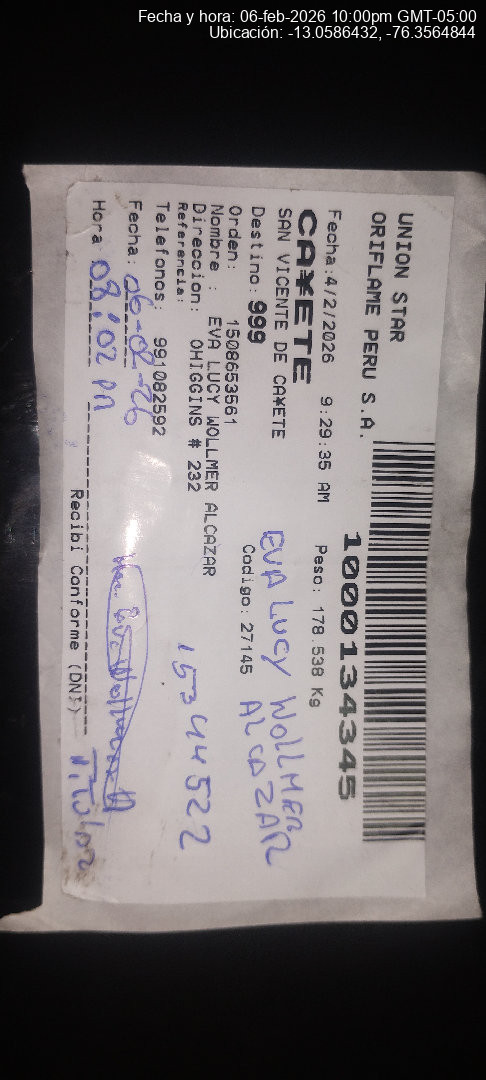 Fecha y hora: 06-feb-2026 10:00pm GMT-05:00
Ubicación: -13.0586432, -76.3564844
UNION STAR
ORIFLAME PERU S.A.
1000134345
Fecha:4/2/2026 9:29:35 AM Peso: 178.538 Kg
CA¥ETE
SAN VICENTE DE CA¥ETE
EVA LUCY WOLLMER
ALCAZAR
Destino: 999 Codigo: 27145
Orden: 1508653561
Nombre : EVA LUCY WOLLMER ALCAZAR
Direccion: OHIGGINS # 232
15344522
Referencia:
Telefonos: 991082592
Fecha: 06-02-26
Hora 08:02 PM
Recibi Conforme (DNI)
Titular